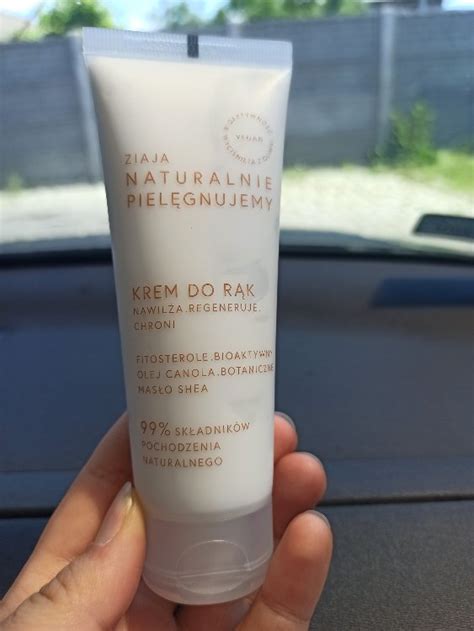 ZIAJA
NATURALNIE
PIELĘGNUJEMY
VEGAN
KREM DO RĄK
NAWILŻA.REGENERUJE.
CHRONI
FITOSTEROLE.BIOAKTYWNY
OLEJ CANOLA.BOTANICZNE
MASŁO SHEA
99% SKŁADNIKÓW
POCHODZENIA
NATURALNEGO